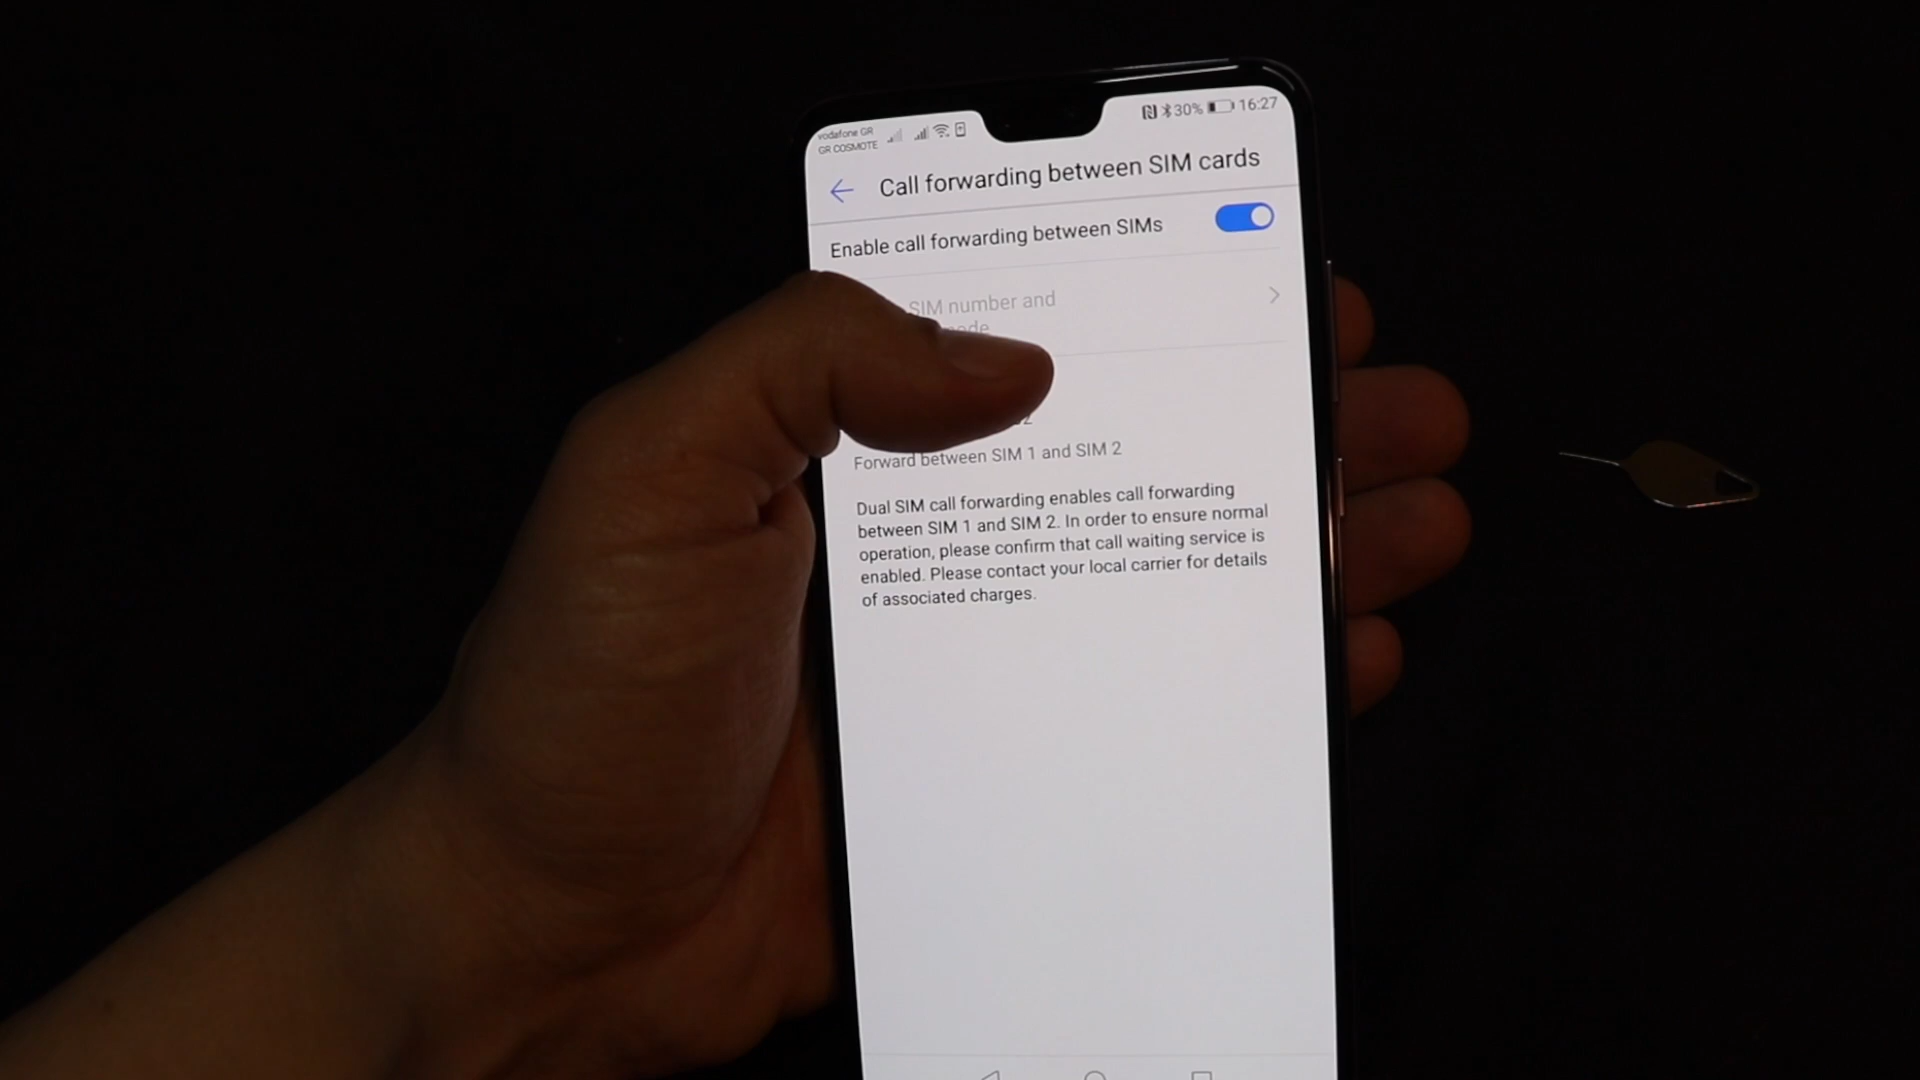 vodafone GR
GR COSMOTE
30%
16:27
Call forwarding between SIM cards
Enable call forwarding between SIMs
SIM number and
Forward between SIM 1 and SIM 2
Dual SIM call forwarding enables call forwarding
between SIM 1 and SIM 2. In order to ensure normal
operation, please confirm that call waiting service is
enabled. Please contact your local carrier for details
of associated charges.